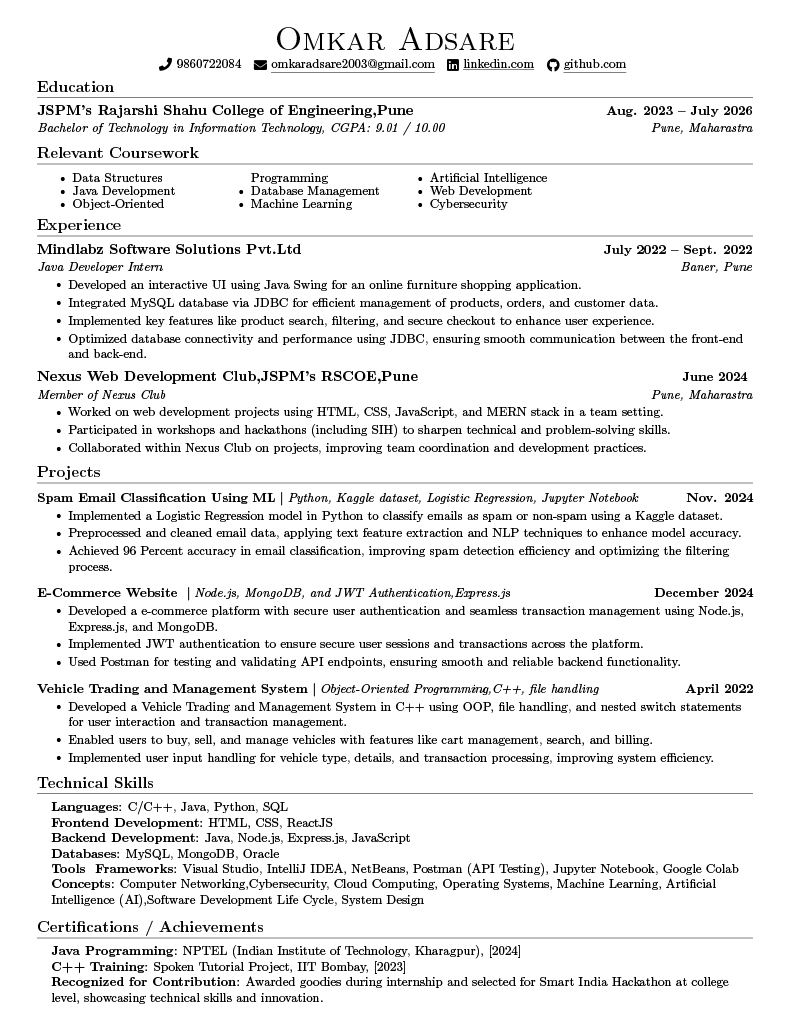 Omkar Adsare
9860722084 omkaradsare2003@gmail.com linkedin.com github.com
Education
JSPM's Rajarshi Shahu College of Engineering,Pune Aug. 2023 – July 2026
Bachelor of Technology in Information Technology, CGPA: 9.01 / 10.00 Pune, Maharastra
Relevant Coursework
• Data Structures
• Java Development
• Object-Oriented
Programming
• Database Management
• Machine Learning
• Artificial Intelligence
• Web Development
• Cybersecurity
Experience
Mindlabz Software Solutions Pvt.Ltd July 2022 – Sept. 2022
Java Developer Intern Baner, Pune
• Developed an interactive UI using Java Swing for an online furniture shopping application.
• Integrated MySQL database via JDBC for efficient management of products, orders, and customer data.
• Implemented key features like product search, filtering, and secure checkout to enhance user experience.
• Optimized database connectivity and performance using JDBC, ensuring smooth communication between the front-end
and back-end.
Nexus Web Development Club,JSPM's RSCOE,Pune June 2024
Member of Nexus Club Pune, Maharastra
• Worked on web development projects using HTML, CSS, JavaScript, and MERN stack in a team setting.
• Participated in workshops and hackathons (including SIH) to sharpen technical and problem-solving skills.
• Collaborated within Nexus Club on projects, improving team coordination and development practices.
Projects
Spam Email Classification Using ML | Python, Kaggle dataset, Logistic Regression, Jupyter Notebook Nov. 2024
• Implemented a Logistic Regression model in Python to classify emails as spam or non-spam using a Kaggle dataset.
• Preprocessed and cleaned email data, applying text feature extraction and NLP techniques to enhance model accuracy.
• Achieved 96 Percent accuracy in email classification, improving spam detection efficiency and optimizing the filtering
process.
E-Commerce Website | Node.js, MongoDB, and JWT Authentication,Express.js December 2024
• Developed a e-commerce platform with secure user authentication and seamless transaction management using Node.js,
Express.js, and MongoDB.
• Implemented JWT authentication to ensure secure user sessions and transactions across the platform.
• Used Postman for testing and validating API endpoints, ensuring smooth and reliable backend functionality.
Vehicle Trading and Management System | Object-Oriented Programming,C++, file handling April 2022
• Developed a Vehicle Trading and Management System in C++ using OOP, file handling, and nested switch statements
for user interaction and transaction management.
• Enabled users to buy, sell, and manage vehicles with features like cart management, search, and billing.
• Implemented user input handling for vehicle type, details, and transaction processing, improving system efficiency.
Technical Skills
Languages: C/C++, Java, Python, SQL
Frontend Development: HTML, CSS, ReactJS
Backend Development: Java, Node.js, Express.js, JavaScript
Databases: MySQL, MongoDB, Oracle
Tools Frameworks: Visual Studio, IntelliJ IDEA, NetBeans, Postman (API Testing), Jupyter Notebook, Google Colab
Concepts: Computer Networking,Cybersecurity, Cloud Computing, Operating Systems, Machine Learning, Artificial
Intelligence (AI),Software Development Life Cycle, System Design
Certifications / Achievements
Java Programming: NPTEL (Indian Institute of Technology, Kharagpur), [2024]
C++ Training: Spoken Tutorial Project, IIT Bombay, [2023]
Recognized for Contribution: Awarded goodies during internship and selected for Smart India Hackathon at college
level, showcasing technical skills and innovation.